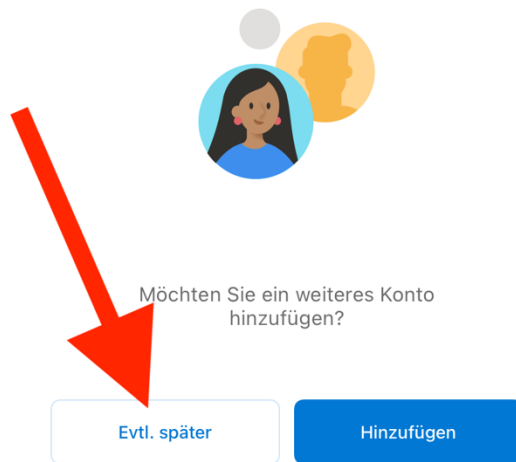 Möchten Sie ein weiteres Konto
hinzufügen?
Evtl. später
Hinzufügen